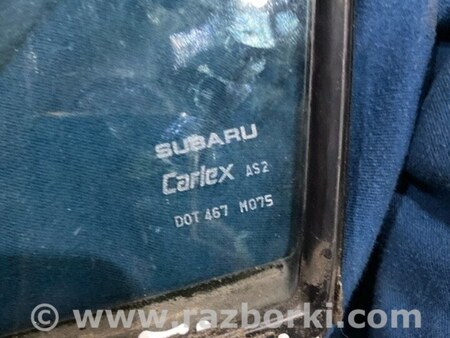 SUBARU
Carlex AS2
DOT 467 M075
©www.razborki.com